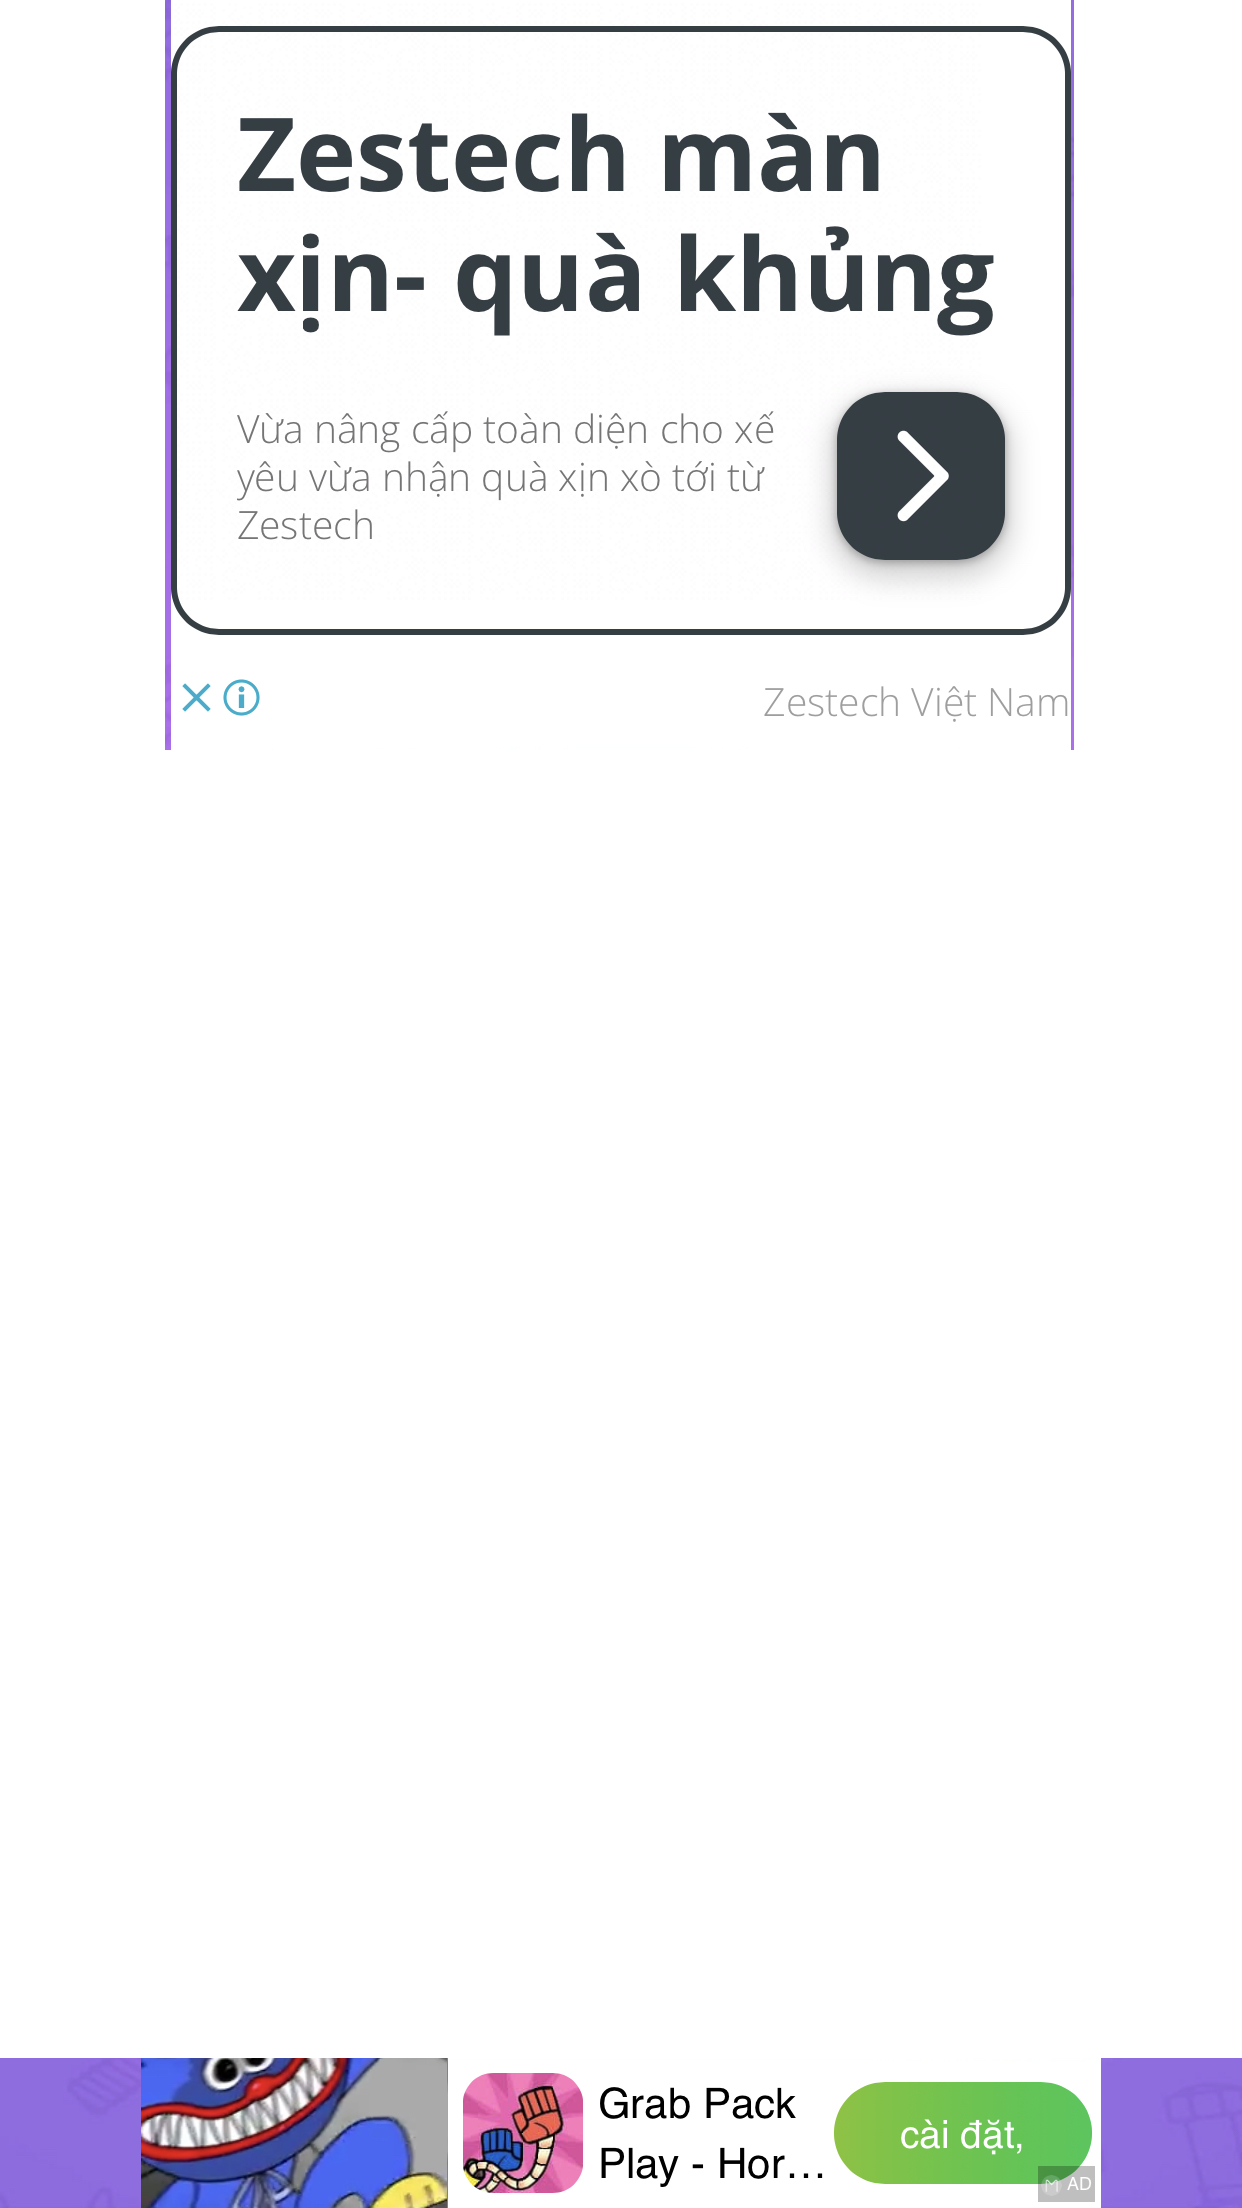 Zestech màn
xịn- quà khủng
Vừa nâng cấp toàn diện cho xế
yêu vừa nhận quà xịn xò tới từ
Zestech
Zestech Việt Nam
Grab Pack
Play - Hor...
cài đặt,
AD